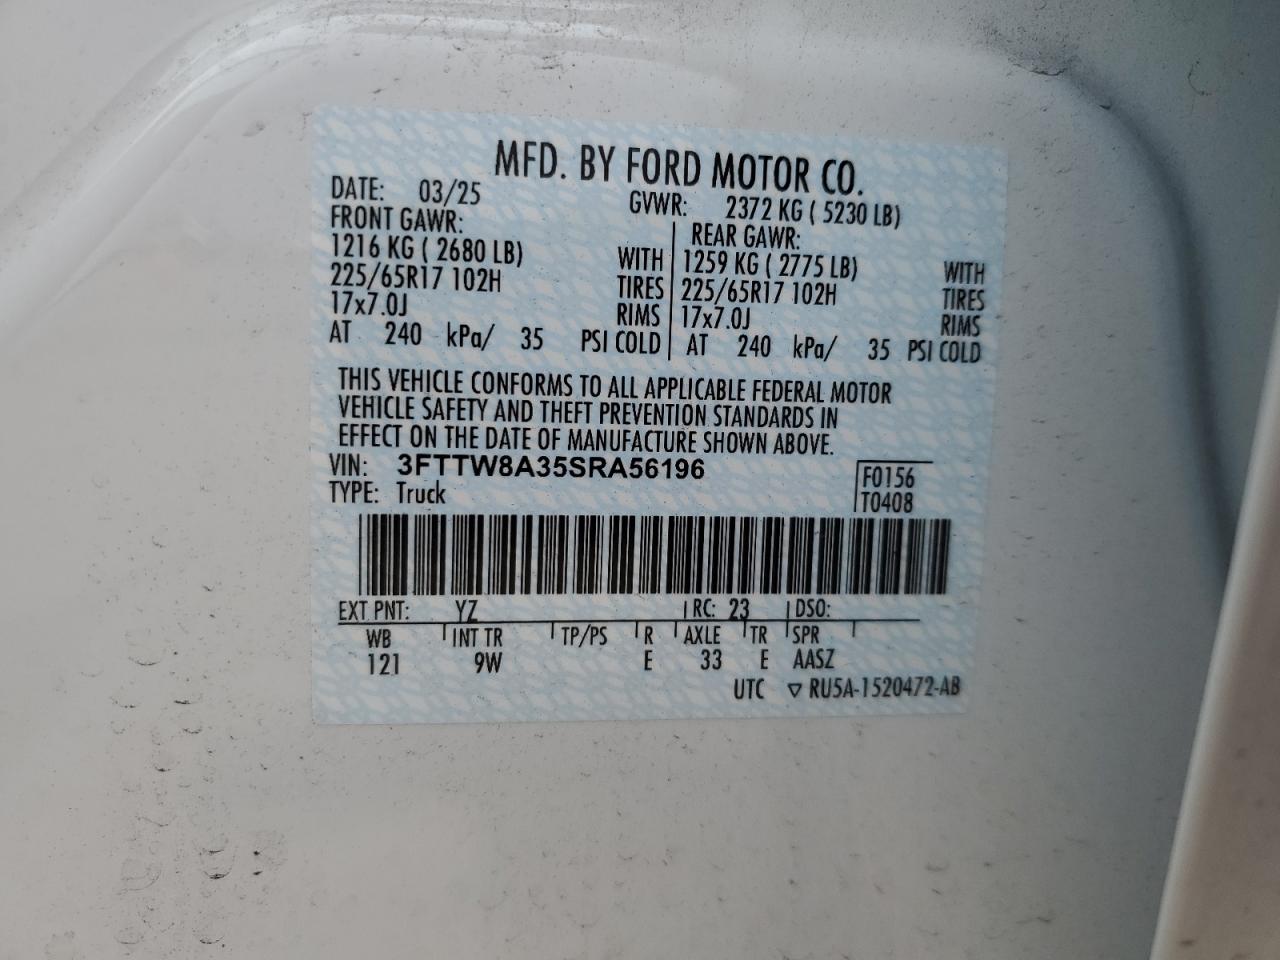 MFD. BY FORD MOTOR CO.
DATE: 03/25 GVWR: 2372 KG ( 5230 LB)
FRONT GAWR: REAR GAWR:
1216 KG ( 2680 LB) WITH 1259 KG ( 2775 LB) WITH
225/65R17 102H TIRES 225/65R17 102H TIRES
17x7.0J RIMS 17x7.0J RIMS
AT 240 kPa/ 35 PSI COLD AT 240 kPa/ 35 PSI COLD
THIS VEHICLE CONFORMS TO ALL APPLICABLE FEDERAL MOTOR
VEHICLE SAFETY AND THEFT PREVENTION STANDARDS IN
EFFECT ON THE DATE OF MANUFACTURE SHOWN ABOVE.
VIN: 3FTTW8A35SRA56196 F0156
TYPE: Truck T0408
EXT PNT: YZ RC: 23 DSO:
WB INT TR TP/PS R AXLE TR SPR
121 9W E 33 E AASZ
UTC ▽ RU5A-1520472-AB